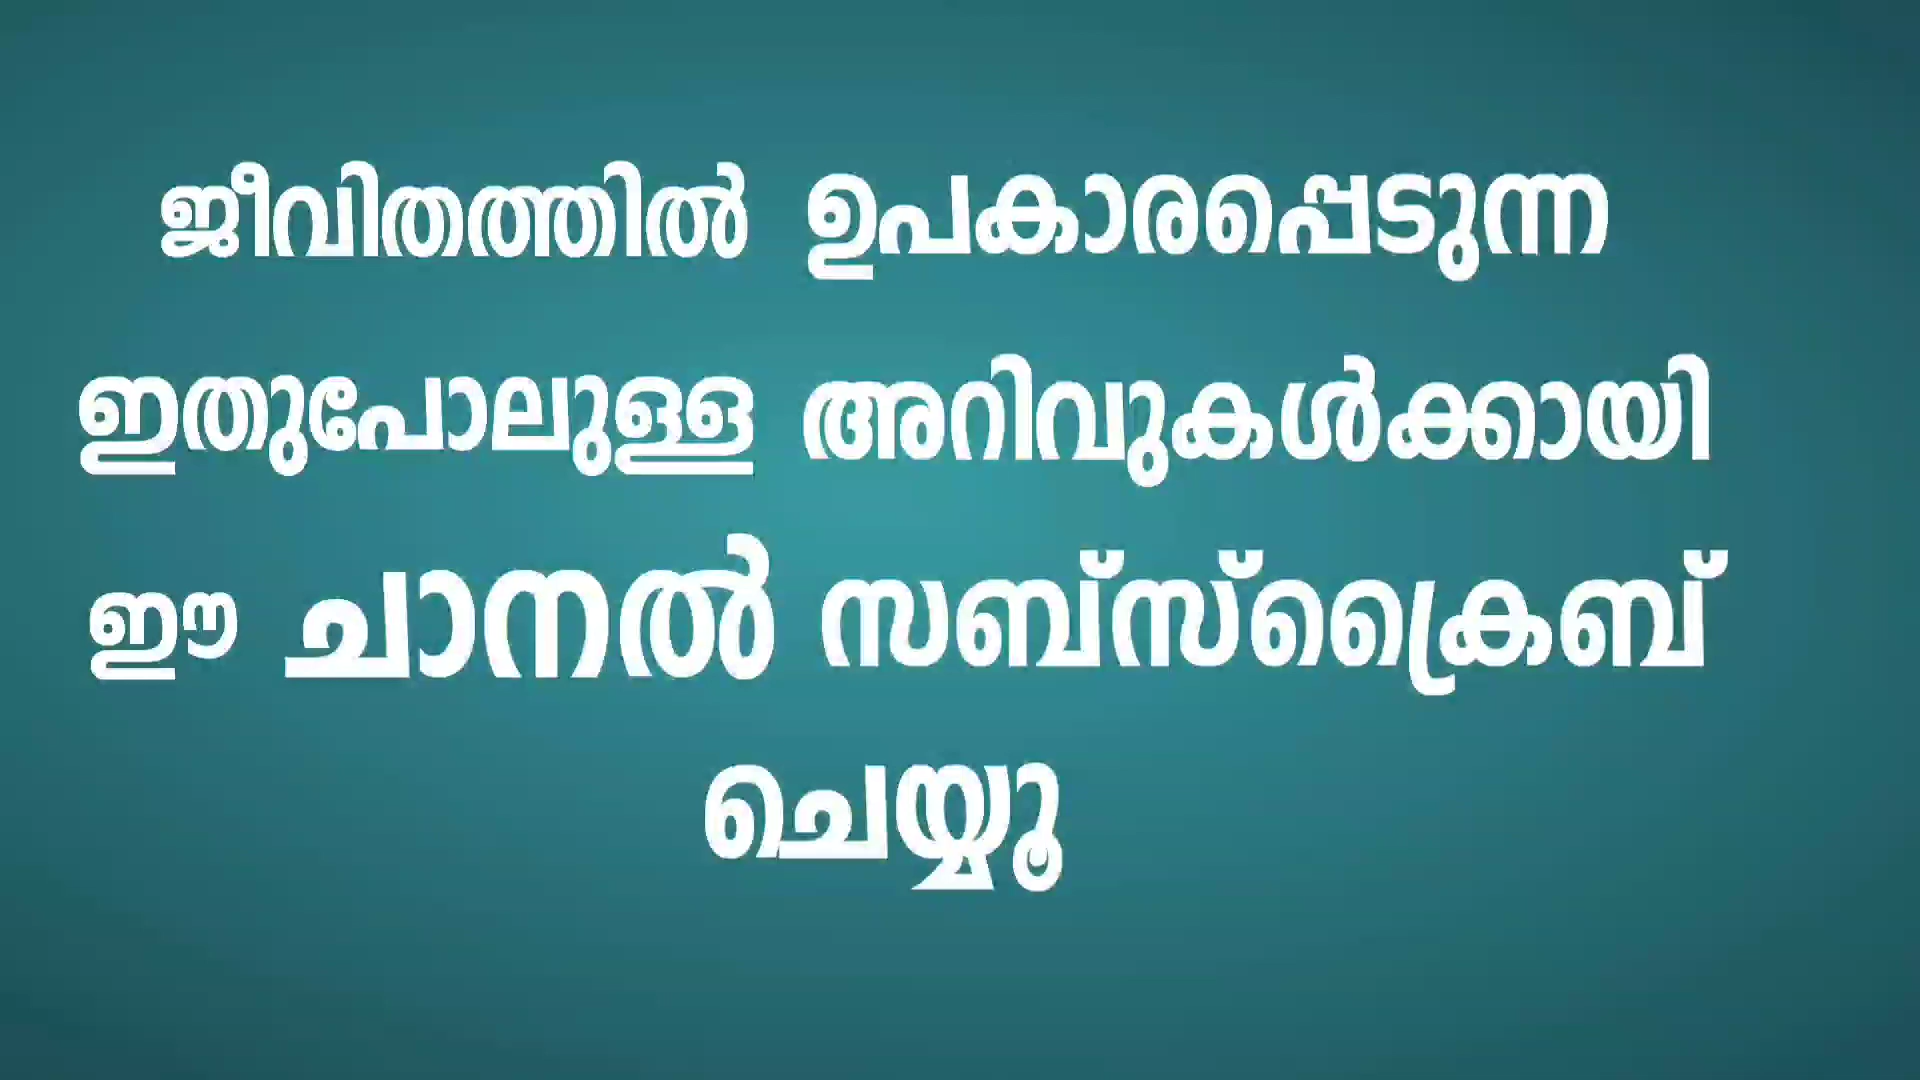 ജീവിതത്തിൽ ഉപകാരപ്പെടുന്ന
ഇതുപോലുള്ള അറിവുകൾക്കായി
ഈ ചാനൽ സബ്സ്ക്രൈബ്
ചെയ്യൂ